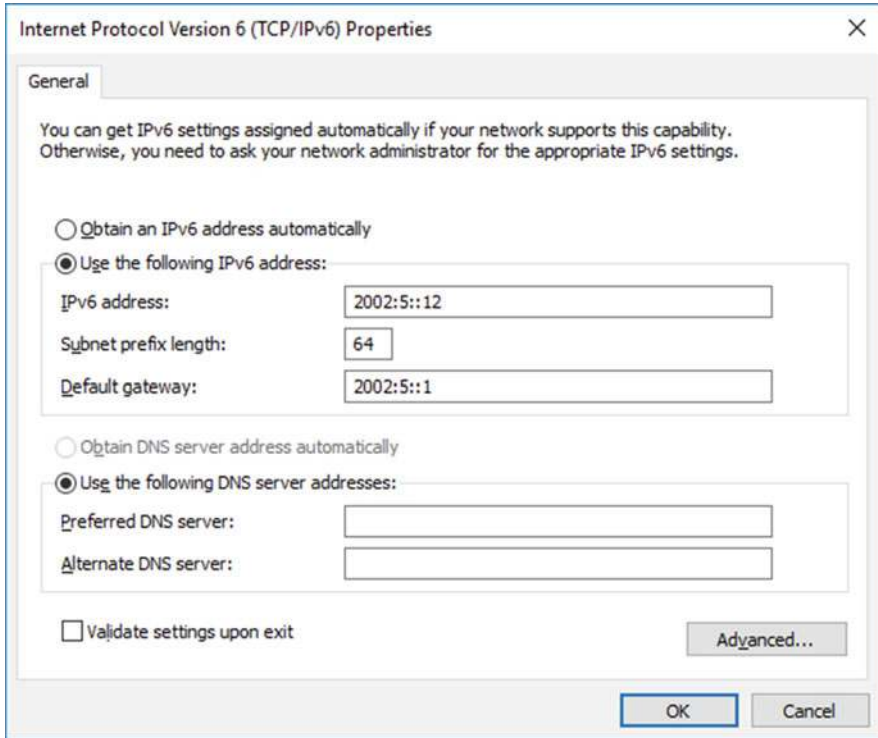 Internet Protocol Version 6 (TCP/IPv6) Properties
General
You can get IPv6 settings assigned automatically if your network supports this capability.
Otherwise, you need to ask your network administrator for the appropriate IPv6 settings.
Obtain an IPv6 address automatically
Use the following IPv6 address:
IPv6 address: 2002:5::12
Subnet prefix length: 64
Default gateway: 2002:5::1
Obtain DNS server address automatically
Use the following DNS server addresses:
Preferred DNS server:
Alternate DNS server:
Validate settings upon exit
Advanced...
OK Cancel